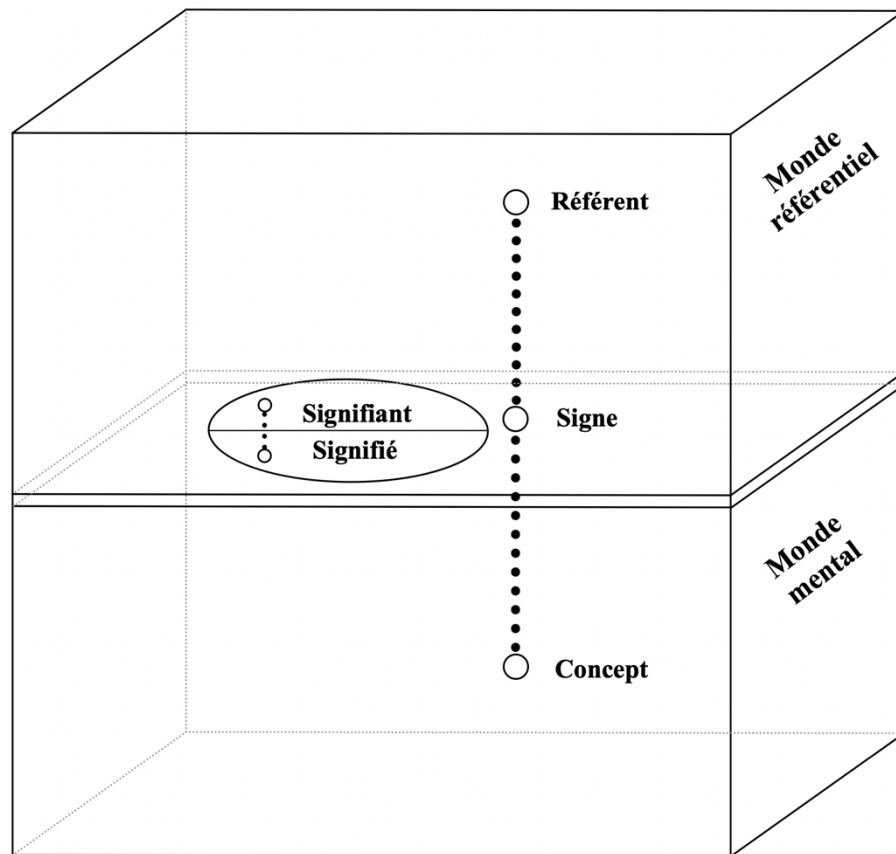 Monde
référentiel
Référent
Signifiant
Signe
Signifié
Monde
mental
Concept